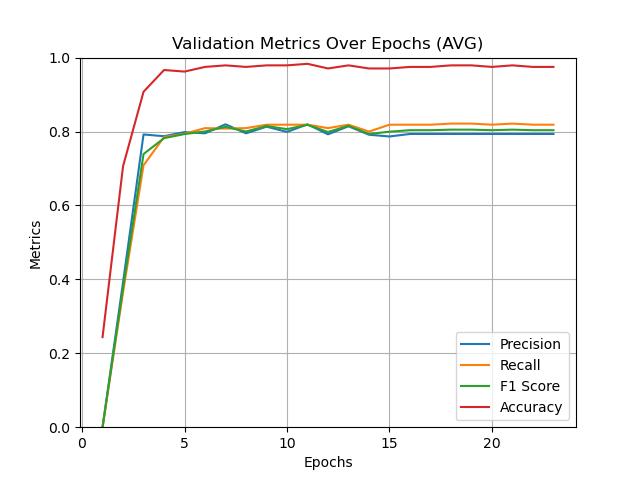 Validation Metrics Over Epochs (AVG)
1.0
0.8
0.6
0.4
0.2
0.0
Metrics
0
5
10
15
20
Epochs
Precision
Recall
F1 Score
Accuracy